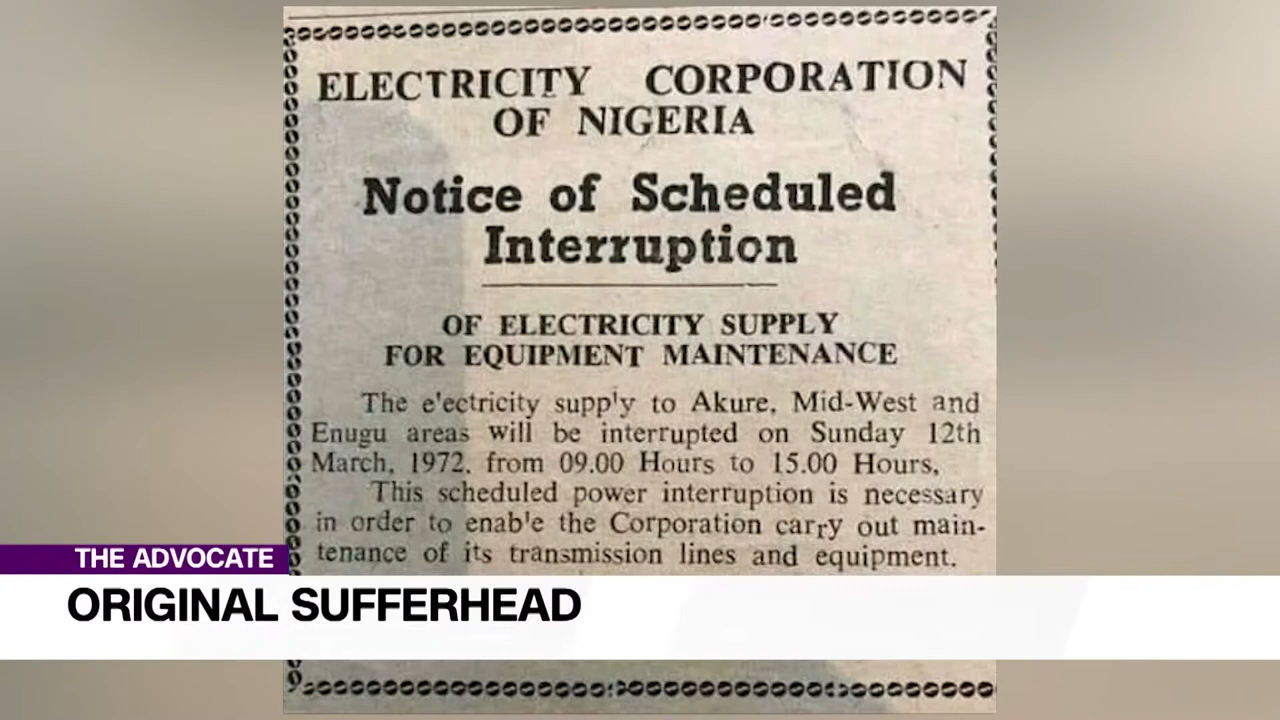 ELECTRICITY CORPORATION
OF NIGERIA
Notice of Scheduled
Interruption
OF ELECTRICITY SUPPLY
FOR EQUIPMENT MAINTENANCE
The e'ectricity supp'y to Akure, Mid-West and
Enugu areas will be interrupted on Sunday 12th
March, 1972, from 09.00 Hours to 15.00 Hours,
This scheduled power interruption is necessary
in order to enab'e the Corporation carry out main-
tenance of its transmission lines and equipment.
THE ADVOCATE
ORIGINAL SUFFERHEAD